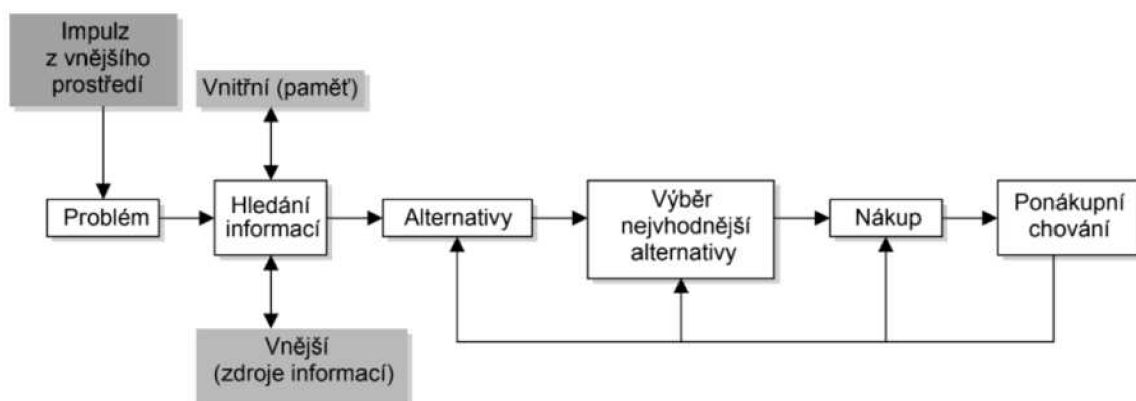 Impulz
z vnějšího
prostředí
Vnitřní (paměť)
Problém
Hledání
informací
Alternativy
Výběr
nejvhodnější
alternativy
Nákup
Ponákupní
chování
Vnější
(zdroje informací)